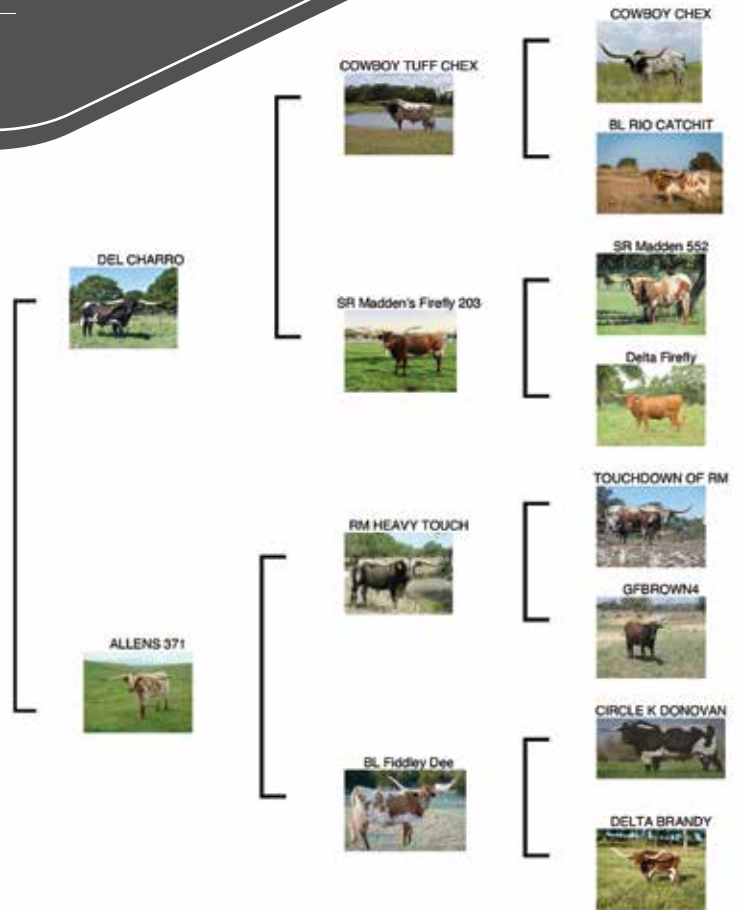 COWBOY CHEX
COWBOY TUFF CHEX
BL RIO CATCHIT
DEL CHARRO
SR Madden 552
SR Madden's Firefly 203
Delta Firefly
TOUCHDOWN OF RM
RM HEAVY TOUCH
GFBROWN4
ALLENS 371
CIRCLE K DONOVAN
BL Fiddley Dee
DELTA BRANDY